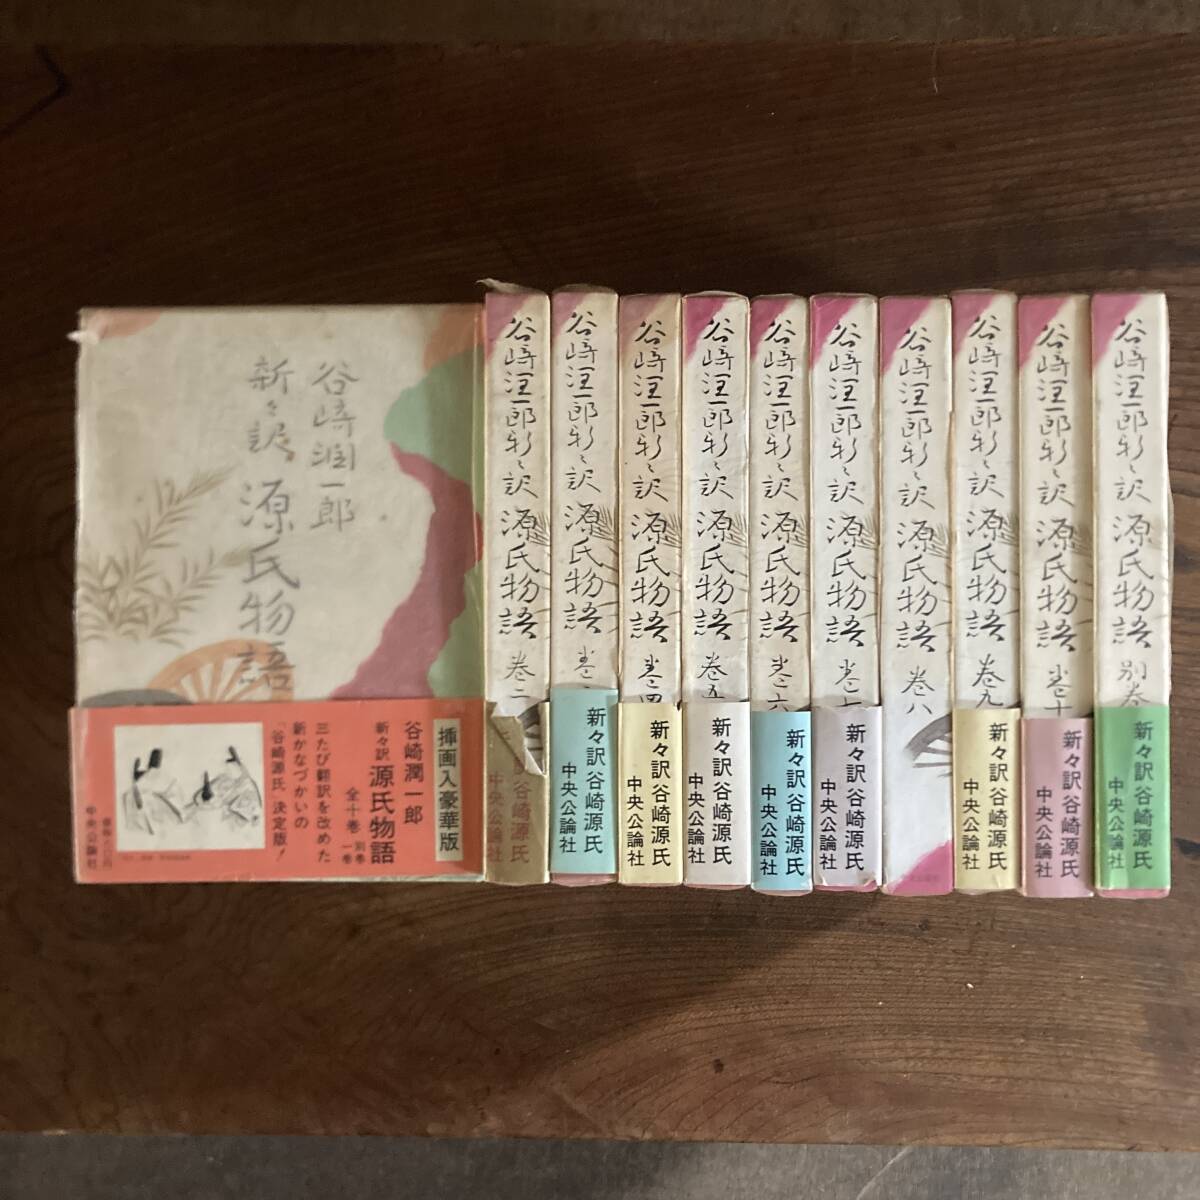 谷崎潤一郎
新々訳 源氏物語
挿画入豪華版
谷崎潤一郎
新々訳 源氏物語
全十巻 別巻一巻
三たび翻訳を改めた
新かなづかいの
「谷崎源氏」決定版!
中央公論社
谷崎潤一郎新々訳 源氏物語 巻二
訳 谷崎源氏
中央公論社
谷崎潤一郎新々訳 源氏物語 巻
新々訳 谷崎源氏
中央公論社
谷崎潤一郎新々訳 源氏物語 巻四
新々訳 谷崎源氏
中央公論社
谷崎潤一郎新々訳 源氏物語 巻五
新々訳 谷崎源氏
中央公論社
谷崎潤一郎新々訳 源氏物語 巻六
新々訳 谷崎源氏
中央公論社
谷崎潤一郎新々訳 源氏物語 巻七
新々訳 谷崎源氏
中央公論社
谷崎潤一郎新々訳 源氏物語 巻八
谷崎潤一郎新々訳 源氏物語 巻九
新々訳 谷崎源氏
中央公論社
谷崎潤一郎新々訳 源氏物語 巻十
新々訳 谷崎源氏
中央公論社
谷崎潤一郎新々訳 源氏物語 別巻
新々訳 谷崎源氏
中央公論社